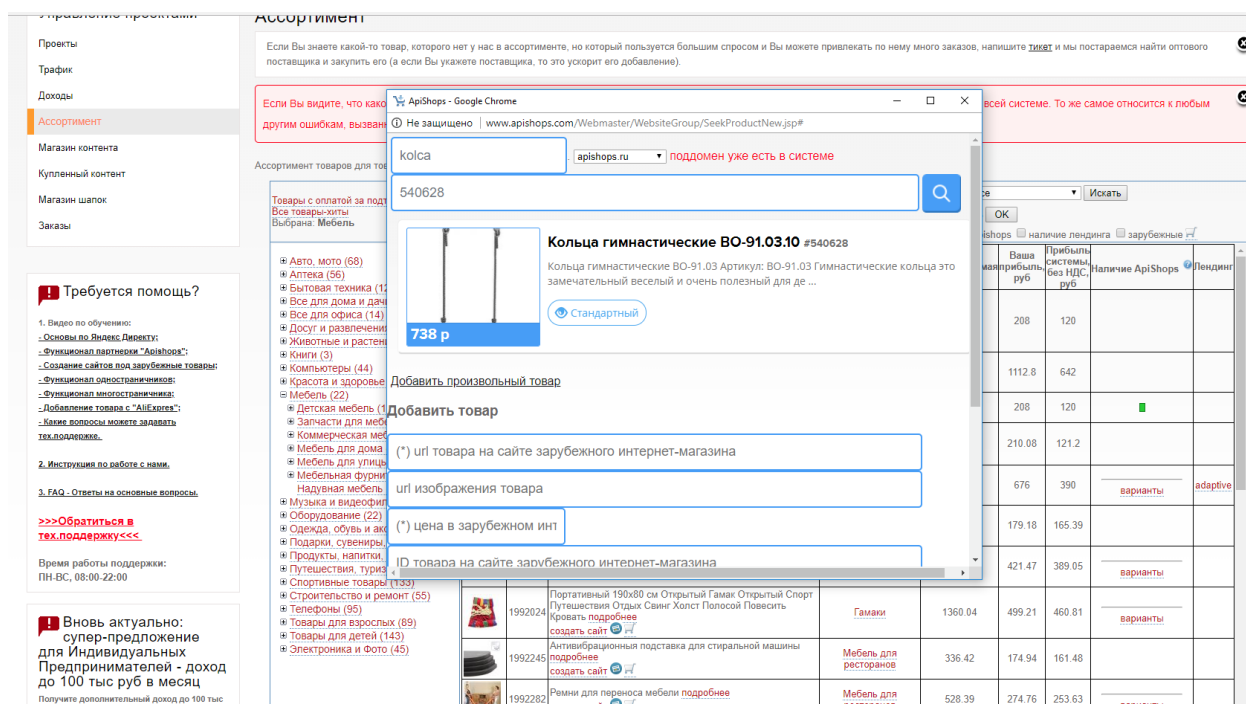 Управление проектами
Проекты
Трафик
Доходы
Ассортимент
Магазин контента
Купленный контент
Магазин шапок
Заказы
Требуется помощь?
1. Видео по обучению:
- Основы по Яндекс Директу;
- Функционал партнерки "Apishops";
- Создание сайтов под зарубежные товары;
- Функционал одностраничников;
- Функционал многостраничника;
- Добавление товара с "AliExpres";
- Какие вопросы можете задавать
тех.поддержке.
2. Инструкция по работе с нами.
3. FAQ - Ответы на основные вопросы.
>>>Обратиться в
тех.поддержку<<<
Время работы поддержки:
ПН-ВС, 08:00-22:00
Вновь актуально:
супер-предложение
для Индивидуальных
Предпринимателей - доход
до 100 тыс руб в месяц
Получите дополнительный доход до 100 тыс
Ассортимент
Если Вы знаете какой-то товар, которого нет у нас в ассортименте, но который пользуется большим спросом и Вы можете привлекать по нему много заказов, напишите тикет и мы постараемся найти оптового
поставщика и закупить его (а если Вы укажете поставщика, то это ускорит его добавление).
Если Вы видите, что како
всей системе. То же самое относится к любым
другим ошибкам, вызванн
Ассортимент товаров для тов
Товары с оплатой за подт
Все товары-хиты
Выбрана: Мебель
Авто, мото (68)
Аптека (56)
Бытовая техника (12
Все для дома и дачи
Все для офиса (14)
Досуг и развлечени
Животные и растен
Книги (3)
Компьютеры (44)
Красота и здоровье
Мебель (22)
Детская мебель (1
Запчасти для мебе
Коммерческая меб
Мебель для дома
Мебель для улицы
Мебельная фурнит
Надувная мебель
Музыка и видеофил
Оборудование (22)
Одежда, обувь и акс
Подарки, сувениры,
Продукты, напитки,
Путешествия, туриз
Спортивные товары (133)
Строительство и ремонт (55)
Телефоны (95)
Товары для взрослых (89)
Товары для детей (143)
Электроника и Фото (45)
ApiShops - Google Chrome
Не защищено | www.apishops.com/Webmaster/WebsiteGroup/SeekProductNew.jsp#
kolca . apishops.ru поддомен уже есть в системе
540628
Кольца гимнастические ВО-91.03.10 #540628
Кольца гимнастические ВО-91.03 Артикул: ВО-91.03 Гимнастические кольца это
замечательный веселый и очень полезный для де ...
Стандартный
738 р
Добавить произвольный товар
Добавить товар
(*) url товара на сайте зарубежного интернет-магазина
url изображения товара
(*) цена в зарубежном инт
ID товара на сайте зарубежного интернет-магазина
се Искать
OK
ishops наличие лендинга зарубежные
мая Ваша прибыль, руб Прибыль системы, без НДС, руб Наличие ApiShops Лендинг
208 120
1112.8 642
208 120
210.08 121.2
676 390 варианты adaptive
179.18 165.39
421.47 389.05 варианты
1992024 Портативный 190x80 см Открытый Гамак Открытый Спорт
Путешествия Отдых Свинг Холст Полосой Повесить
Кровать подробнее
создать сайт
Гамаки 1360.04 499.21 460.81 варианты
1992245 Антивибрационныи подставка для стиральной машины
подробнее
создать сайт
Мебель для
ресторанов
336.42 174.94 161.48
1992282 Ремни для переноса мебели подробнее
Мебель для
528.39 274.76 253.63